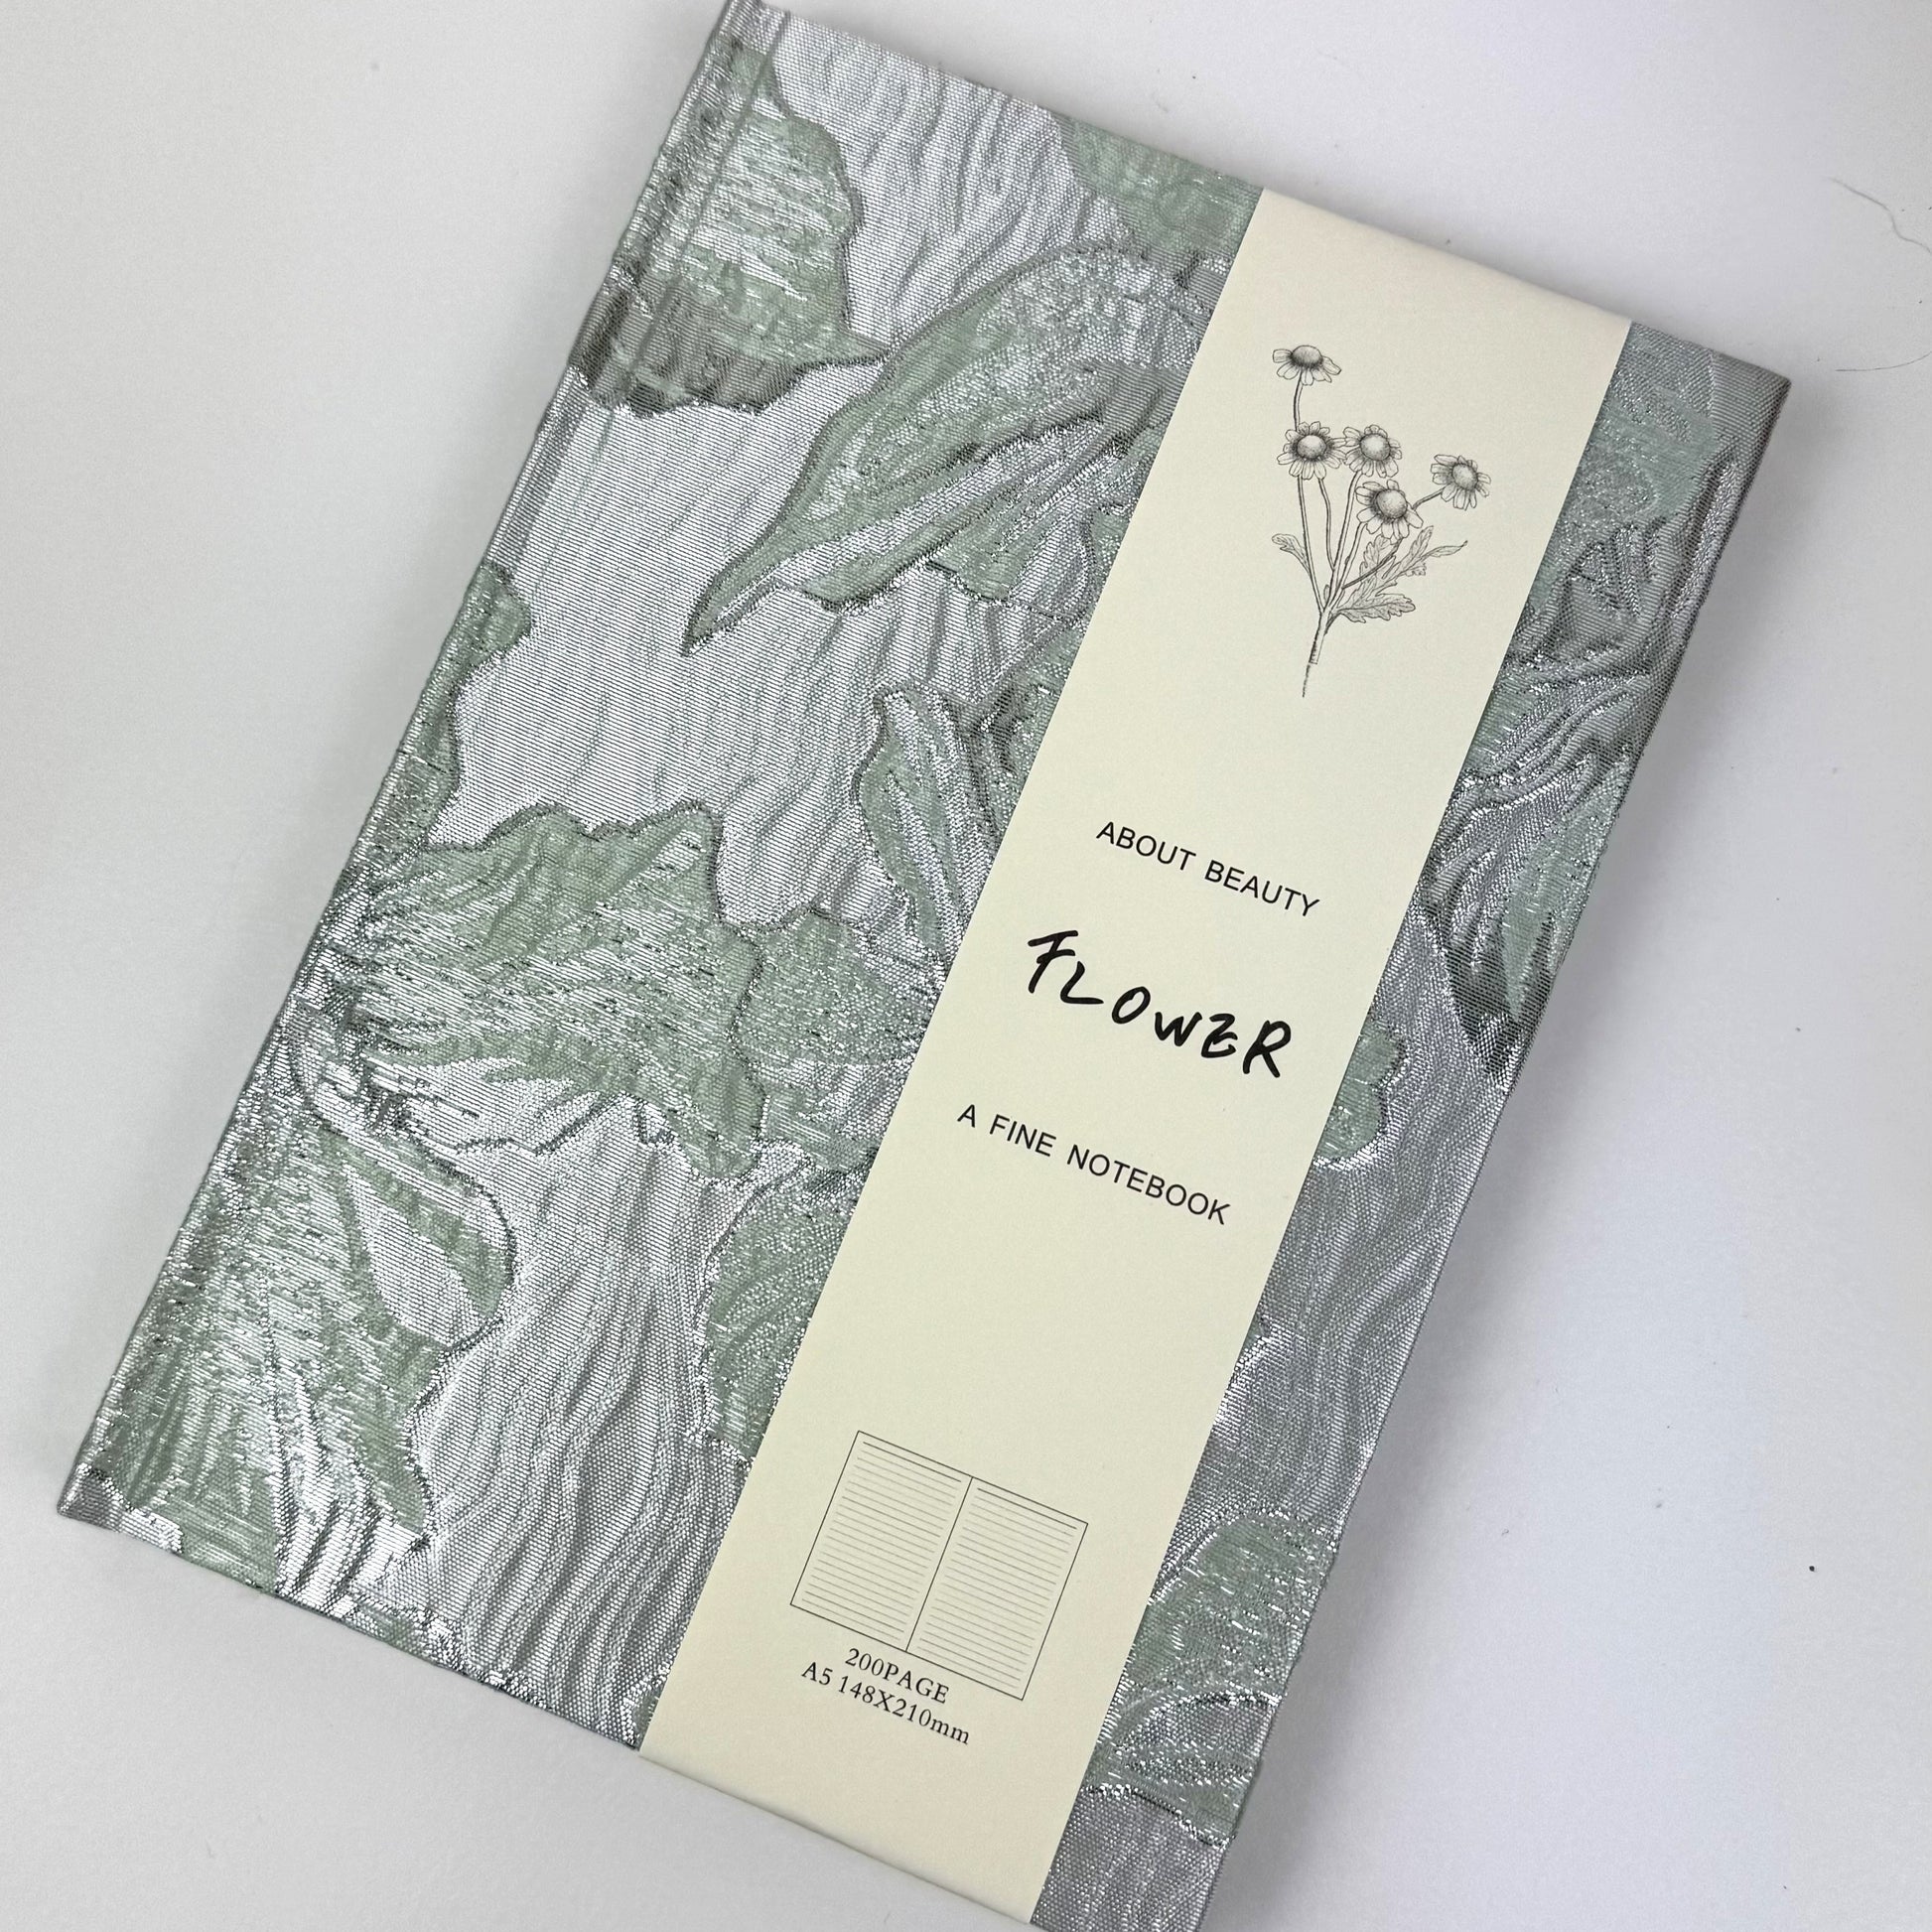 ABOUT BEAUTY
FLOWER
A FINE NOTEBOOK
200PAGE
A5 148X210mm